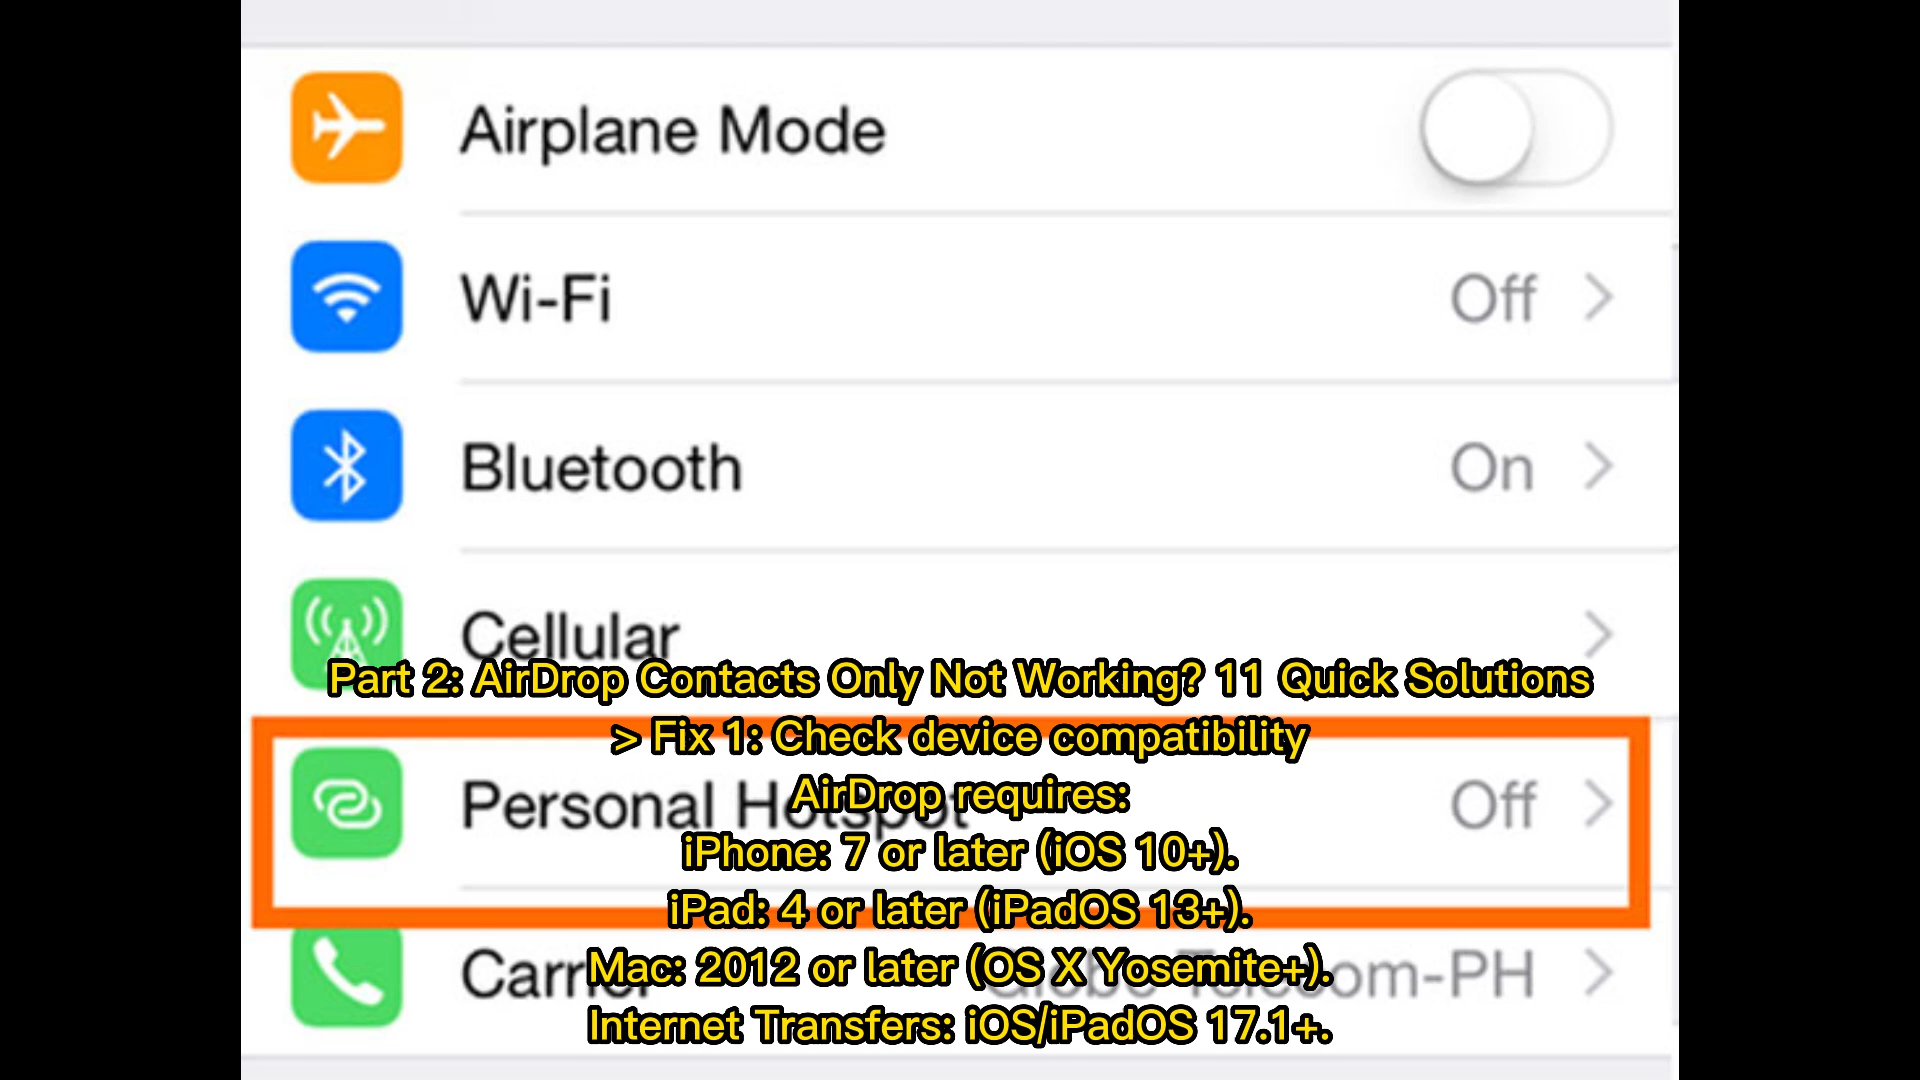 Airplane Mode
Wi-Fi Off
Bluetooth On
Cellular
Part 2: AirDrop Contacts Only Not Working? 11 Quick Solutions
> Fix 1: Check device compatibility
AirDrop requires:
Personal Hotspot Off
iPhone: 7 or later (iOS 10+).
iPad: 4 or later (iPadOS 13+).
Mac: 2012 or later (OS X Yosemite+).
Carrier Globe Telecom-PH
Internet Transfers: iOS/iPadOS 17.1+.